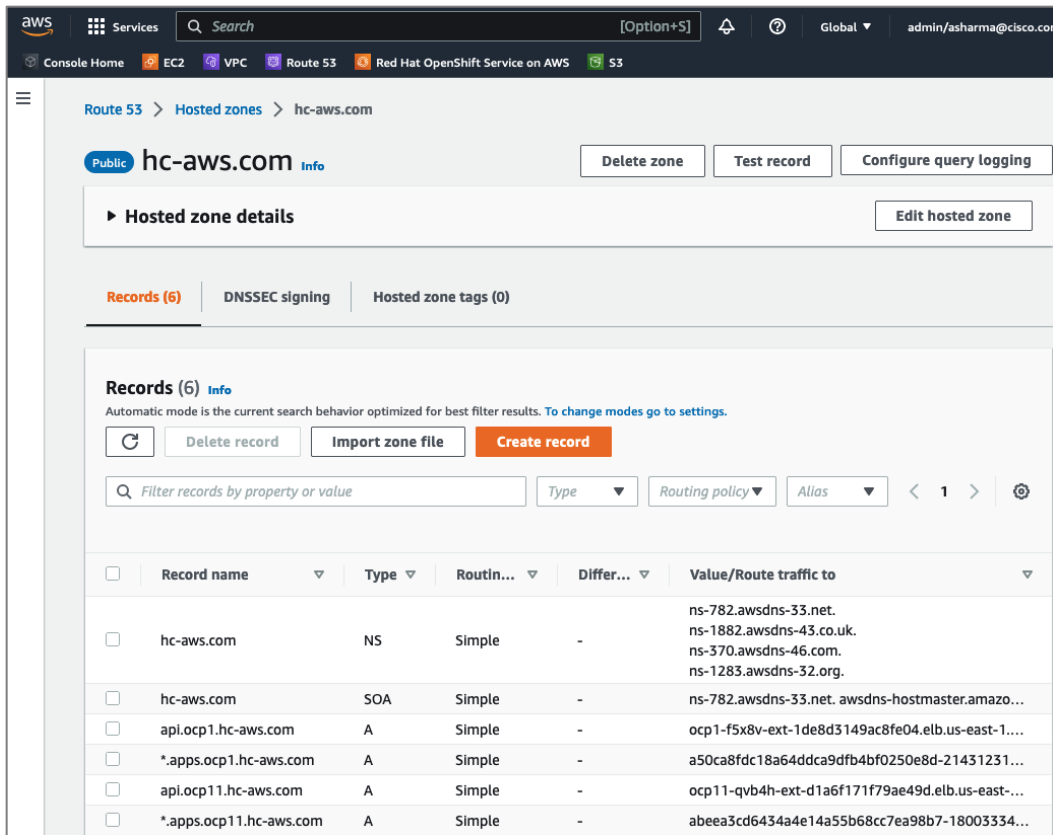 aws Services Search [Option+S] Global ▼ admin/asharma@cisco.co
Console Home EC2 VPC Route 53 Red Hat OpenShift Service on AWS S3
Route 53 > Hosted zones > hc-aws.com
Public hc-aws.com Info Delete zone Test record Configure query logging
Hosted zone details Edit hosted zone
Records (6) DNSSEC signing Hosted zone tags (0)
Records (6) Info
Automatic mode is the current search behavior optimized for best filter results. To change modes go to settings.
Delete record Import zone file Create record
Filter records by property or value Type Routing policy Alias 1
Record name Type Routin... Differ... Value/Route traffic to
ns-782.awsdns-33.net.
ns-1882.awsdns-43.co.uk.
hc-aws.com NS Simple -
ns-370.awsdns-46.com.
ns-1283.awsdns-32.org.
hc-aws.com SOA Simple - ns-782.awsdns-33.net. awsdns-hostmaster.amazo...
api.ocp1.hc-aws.com A Simple - ocp1-f5x8v-ext-1de8d3149ac8fe04.elb.us-east-1....
*.apps.ocp1.hc-aws.com A Simple - a50ca8fdc18a64ddca9dfb4bf0250e8d-21431231...
api.ocp11.hc-aws.com A Simple - ocp11-qvb4h-ext-d1a6f171f79ae49d.elb.us-east-...
*.apps.ocp11.hc-aws.com A Simple - abeea3cd6434a4e14a55b68cc7ea98b7-18003334...